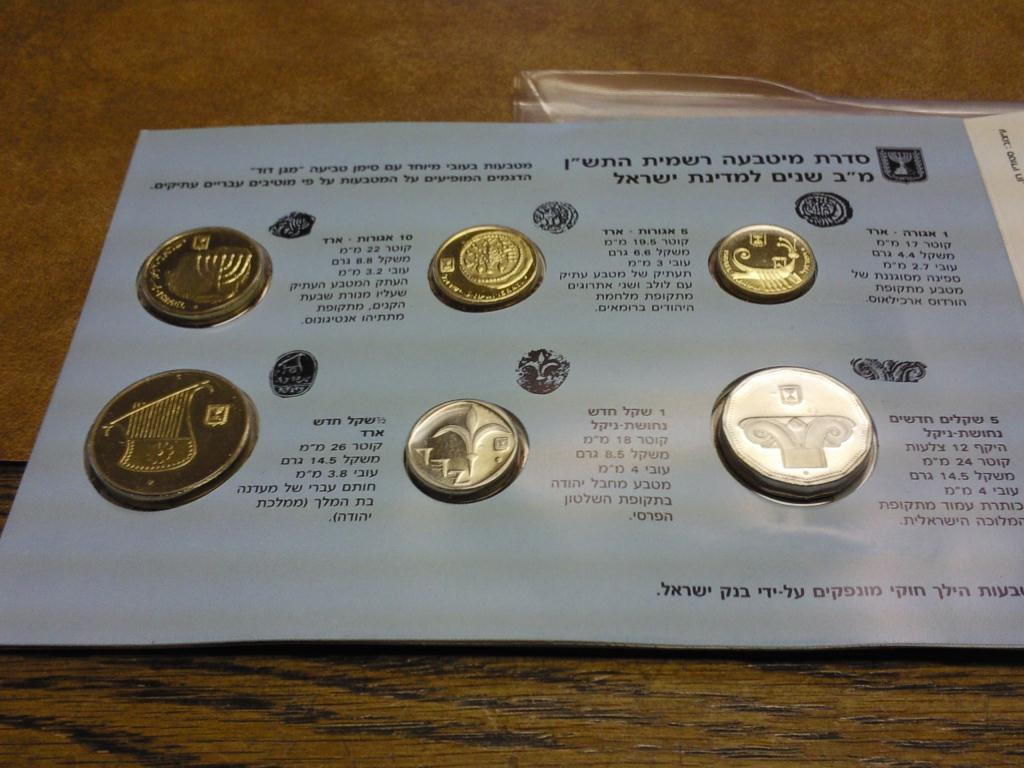 סדרת מיטבעה רשמית התש"ן
מ"ב שנים למדינת ישראל
מטבעות בעובי מיוחד עם סימן טביעה "מגן דוד"
הדגמים המופיעים על המטבעות על פי מוטיבים עבריים עתיקים.
1 אגורה · ארד
קוטר 17 מ"מ
משקל 4.4 גרם
עובי 2.7 מ"מ
ספינה מסוגננת של
מטבע מתקופת
הורדוס ארכילאוס.
5 אגורות · ארד
קוטר 19.5 מ"מ
משקל 6.6 גרם
עובי 3 מ"מ
תעתיק של מטבע עתיק
עם לולב ושני אתרוגים
מתקופת מלחמת
היהודים ברומאים.
10 אגורות · ארד
קוטר 22 מ"מ
משקל 8.8 גרם
עובי 3.2 מ"מ
העתק המטבע העתיק
שעליו מנורת שבעת
הקנים, מתקופת
מתתיהו אנטיגונוס.
5 שקלים חדשים
נחושת-ניקל
היקף 12 צלעות
קוטר 24 מ"מ
משקל 14.5 גרם
עובי 4 מ"מ
כותרת עמוד מתקופת
המלוכה הישראלית.
1 שקל חדש
נחושת-ניקל
קוטר 18 מ"מ
משקל 8.5 גרם
עובי 4 מ"מ
מטבע מחבל יהודה
בתקופת השלטון
הפרסי.
½ שקל חדש
ארד
קוטר 26 מ"מ
משקל 14.5 גרם
עובי 3.8 מ"מ
חותם עברי של מעדנה
בת המלך (ממלכת
יהודה).
הילך חוקי מונפקים על-ידי בנק ישראל.